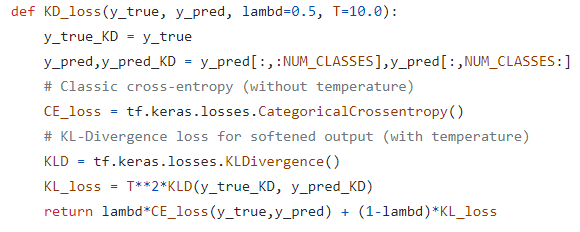 def KD_loss(y_true, y_pred, lambd=0.5, T=10.0):
    y_true_KD = y_true
    y_pred,y_pred_KD = y_pred[:,:NUM_CLASSES],y_pred[:,NUM_CLASSES:]
    # Classic cross-entropy (without temperature)
    CE_loss = tf.keras.losses.CategoricalCrossentropy()
    # KL-Divergence loss for softened output (with temperature)
    KLD = tf.keras.losses.KLDivergence()
    KL_loss = T**2*KLD(y_true_KD, y_pred_KD)
    return lambd*CE_loss(y_true,y_pred) + (1-lambd)*KL_loss